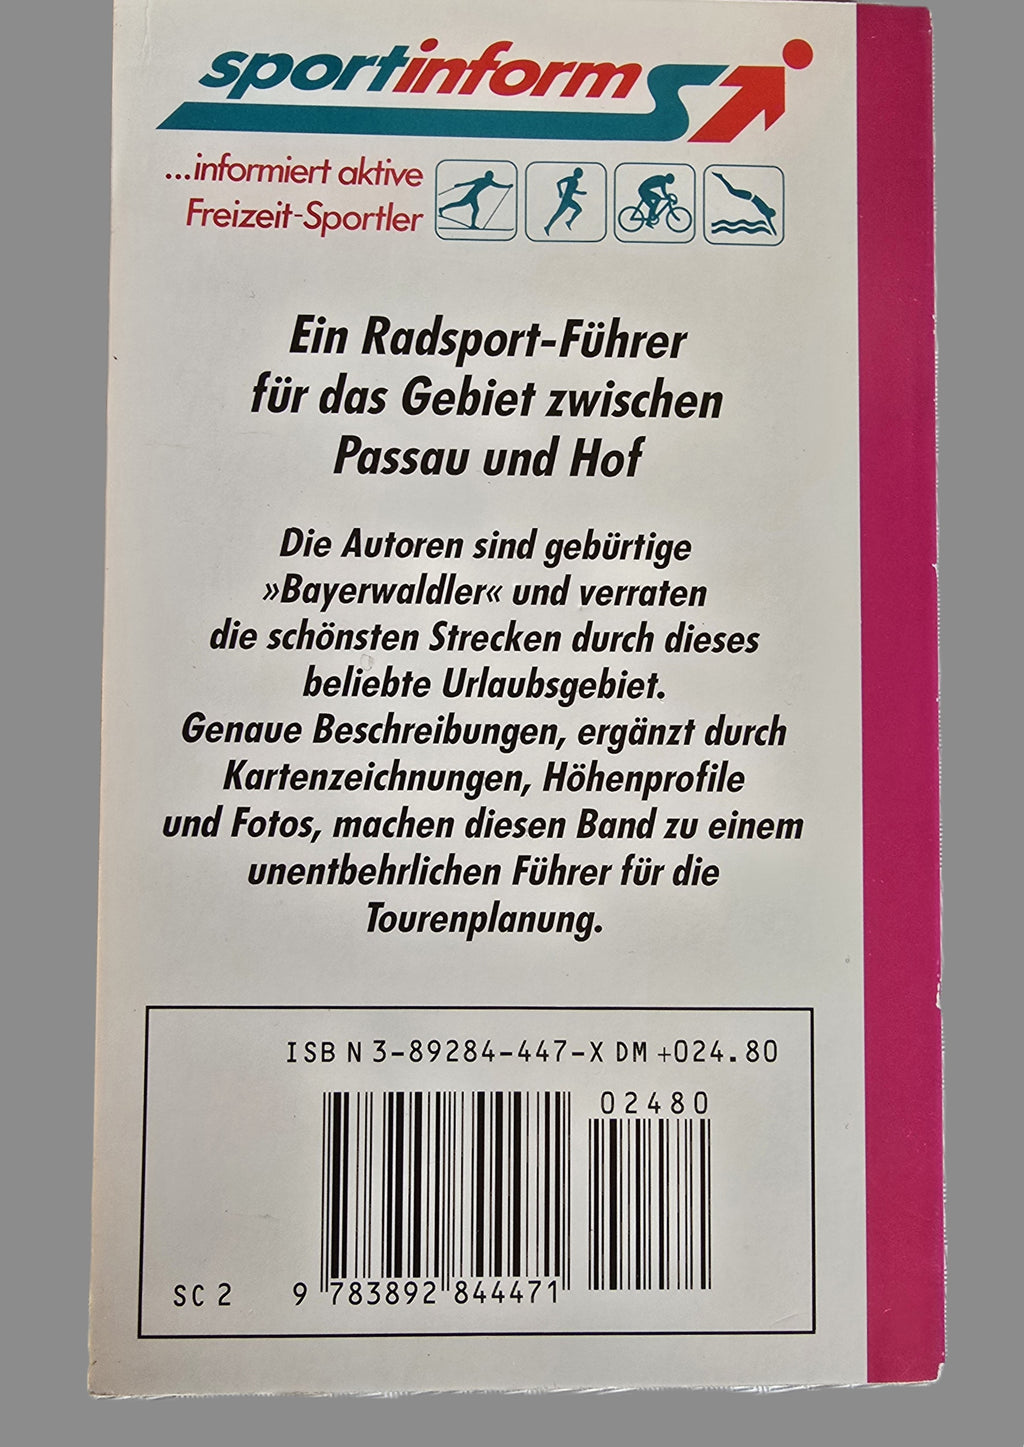 sportinform
...informiert aktive
Freizeit-Sportler
Ein Radsport-Führer
für das Gebiet zwischen
Passau und Hof
Die Autoren sind gebürtige
»Bayerwaldler« und verraten
die schönsten Strecken durch dieses
beliebte Urlaubsgebiet.
Genaue Beschreibungen, ergänzt durch
Kartenzeichnungen, Höhenprofile
und Fotos, machen diesen Band zu einem
unentbehrlichen Führer für die
Tourenplanung.
ISBN 3-89284-447-X DM +024.80
02480
SC 2 9 783892 844471